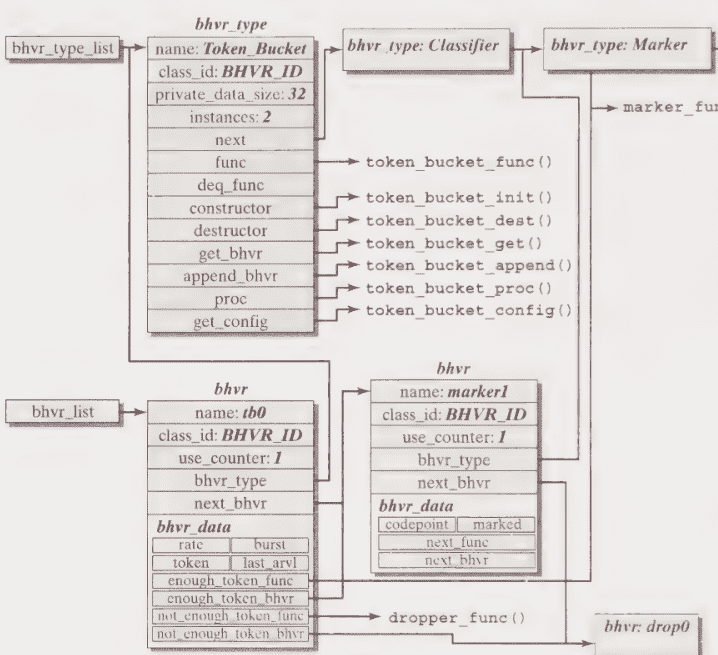 bhvr_type
bhvr_type_list
name: Token_Bucket
class_id: BHVR_ID
private_data_size: 32
instances: 2
next
func
deq_func
constructor
destructor
get_bhvr
append_bhvr
proc
get_config
bhvr_type: Classifier
bhvr_type: Marker
token_bucket_func()
token_bucket_init()
token_bucket_dest()
token_bucket_get()
token_bucket_append()
token_bucket_proc()
token_bucket_config()
marker_fun
bhvr_list
bhvr
name: tb0
class_id: BHVR_ID
use_counter: 1
bhvr_type
next_bhvr
bhvr_data
rate burst
token last_arvl
enough_token_func
enough_token_bhvr
not_enough_token_func
not_enough_token_bhvr
bhvr
name: marker1
class_id: BHVR_ID
use_counter: 1
bhvr_type
next_bhvr
bhvr_data
codepoint marked
next_func
next_bhvr
dropper_func()
bhvr: drop0